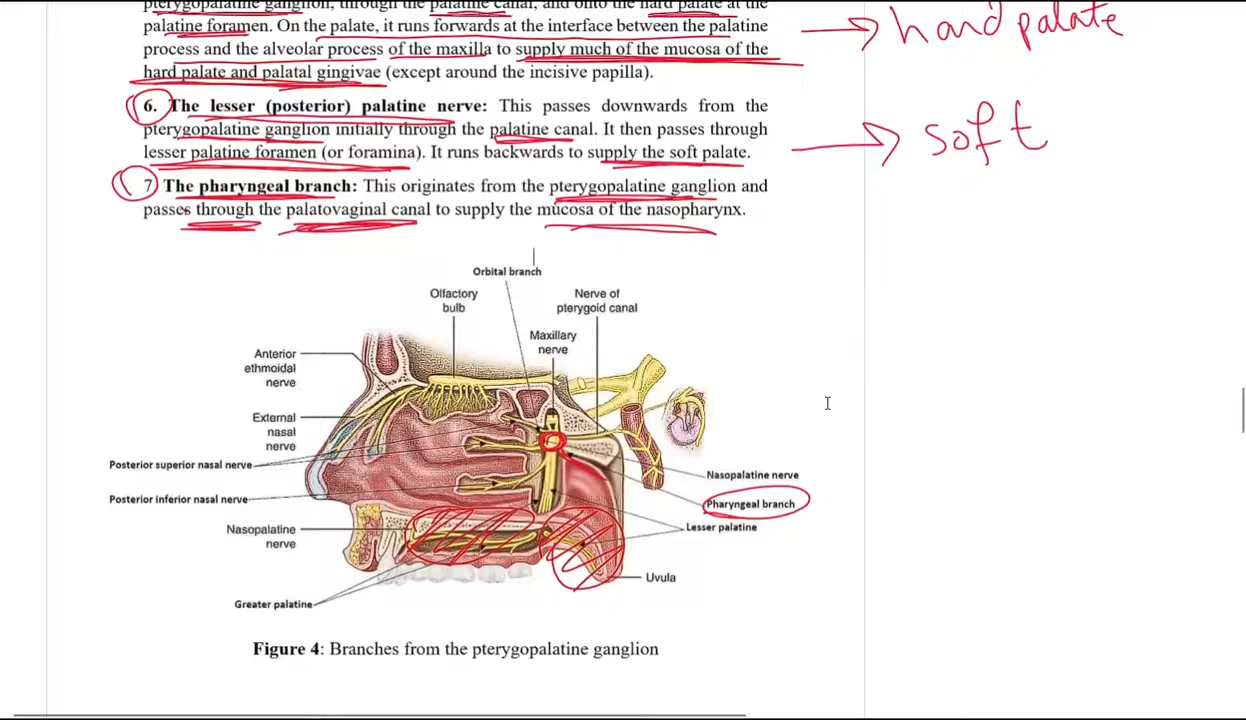 pterygopalatine ganglion, through the palatine canal, and onto the hard palate at the
palatine foramen. On the palate, it runs forwards at the interface between the palatine
process and the alveolar process of the maxilla to supply much of the mucosa of the
hard palate and palatal gingivae (except around the incisive papilla).
→ hard palate
6. The lesser (posterior) palatine nerve: This passes downwards from the
pterygopalatine ganglion initially through the palatine canal. It then passes through
lesser palatine foramen (or foramina). It runs backwards to supply the soft palate.
→ soft
7 The pharyngeal branch: This originates from the pterygopalatine ganglion and
passes through the palatovaginal canal to supply the mucosa of the nasopharynx.
Orbital branch
Olfactory
bulb
Nerve of
pterygoid canal
Maxillary
nerve
Anterior
ethmoidal
nerve
External
nasal
nerve
Posterior superior nasal nerve
Posterior inferior nasal nerve
Nasopalatine
nerve
Greater palatine
Nasopalatine nerve
Pharyngeal branch
Lesser palatine
Uvula
Figure 4: Branches from the pterygopalatine ganglion